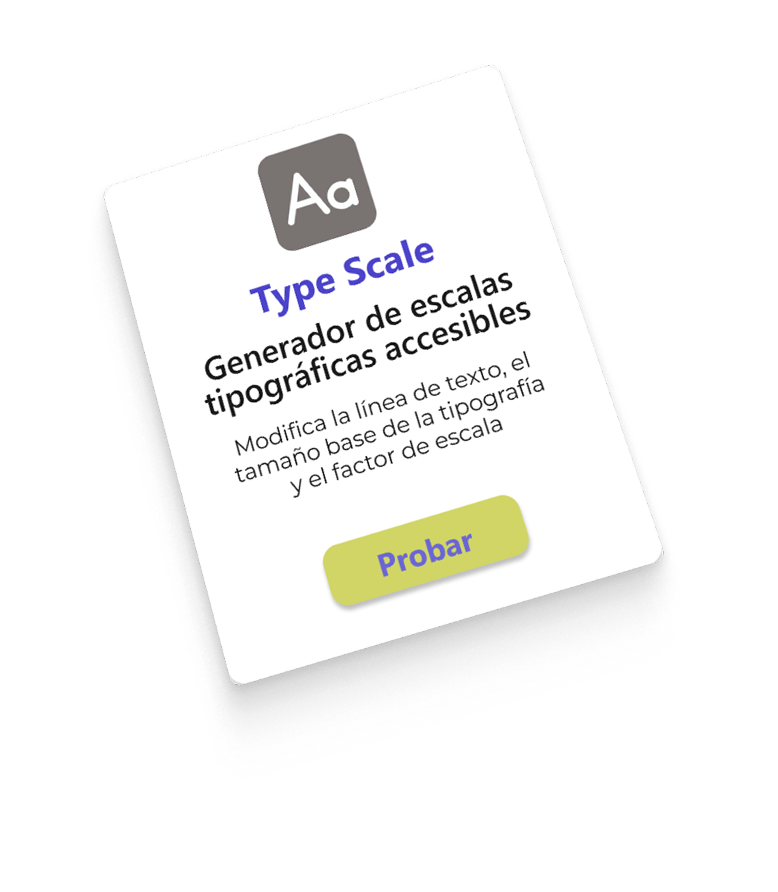 Aa
Type Scale
Generador de escalas
tipográficas accesibles
Modifica la línea de texto, el
tamaño base de la tipografía
y el factor de escala
Probar